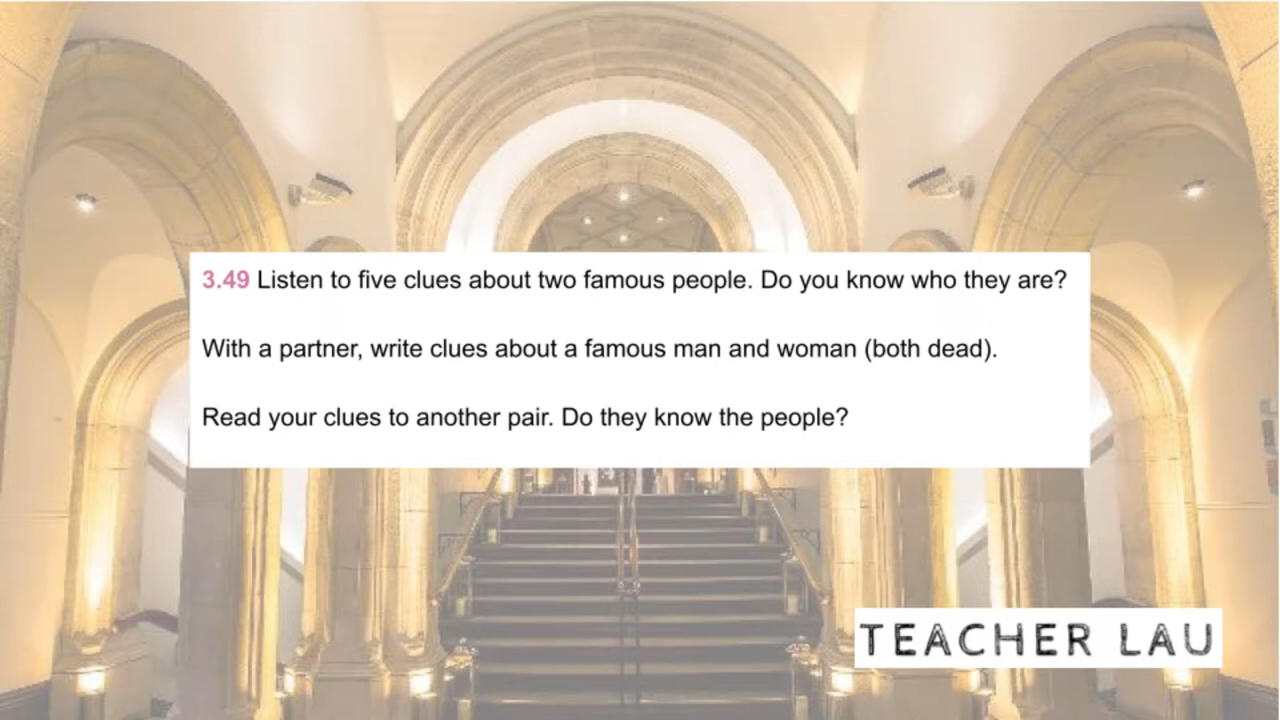 3.49 Listen to five clues about two famous people. Do you know who they are?
With a partner, write clues about a famous man and woman (both dead).
Read your clues to another pair. Do they know the people?
TEACHER LAU